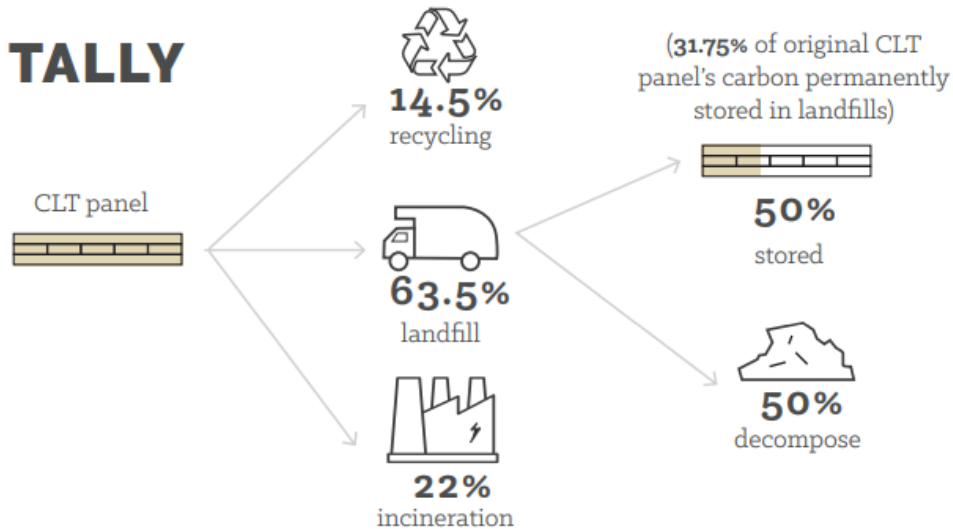 TALLY
CLT panel
14.5%
recycling
63.5%
landfill
22%
incineration
(31.75% of original CLT
panel's carbon permanently
stored in landfills)
50%
stored
50%
decompose